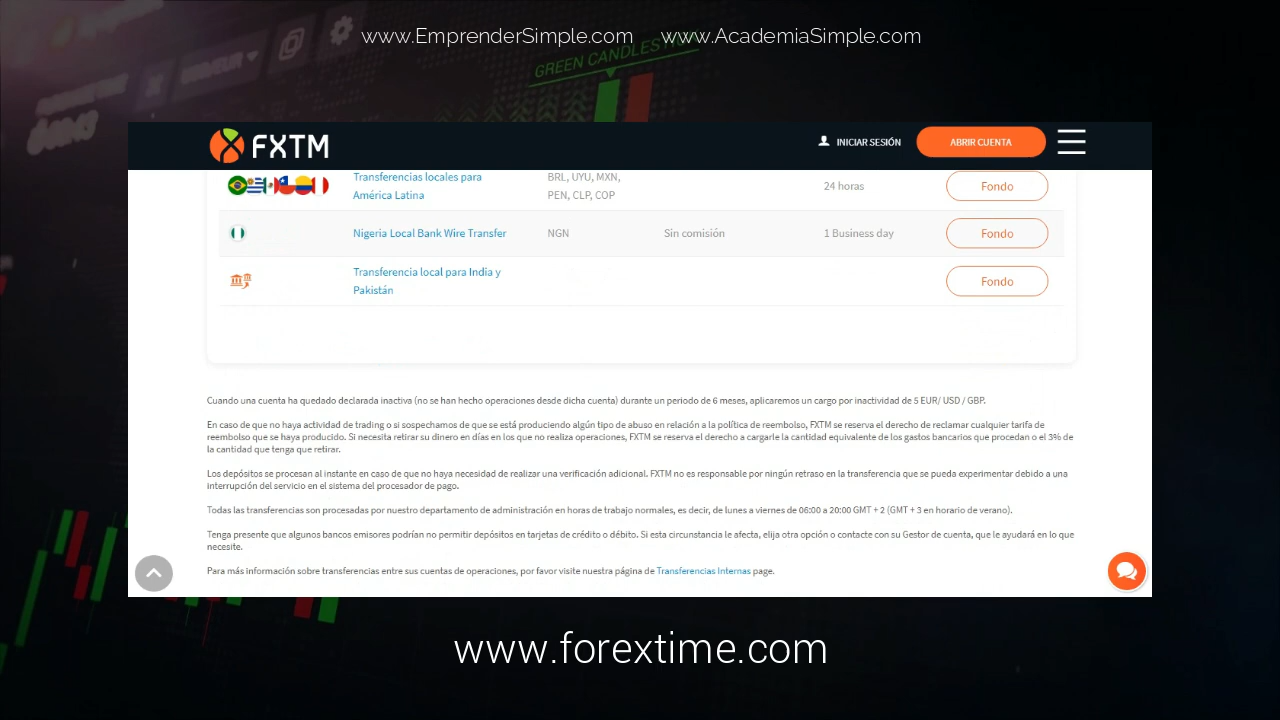 www.EmprenderSimple.com www.AcademiaSimple.com
GREEN CANDLESTICK
FXTM
INICIAR SESIÓN
ABRIR CUENTA
Transferencias locales para
América Latina
BRL, UYU, MXN,
PEN, CLP, COP
24 horas
Fondo
Nigeria Local Bank Wire Transfer
NGN
Sin comisión
1 Business day
Fondo
Transferencia local para India y
Pakistán
Fondo
Cuando una cuenta ha quedado declarada inactiva (no se han hecho operaciones desde dicha cuenta) durante un periodo de 6 meses, aplicaremos un cargo por inactividad de 5 EUR/ USD / GBP.
En caso de que no haya actividad de trading o si sospechamos de que se está produciendo algún tipo de abuso en relación a la política de reembolso, FXTM se reserva el derecho de reclamar cualquier tarifa de
reembolso que se haya producido. Si necesita retirar su dinero en días en los que no realiza operaciones, FXTM se reserva el derecho a cargarle la cantidad equivalente de los gastos bancarios que procedan o el 3% de
la cantidad que tenga que retirar.
Los depósitos se procesan al instante en caso de que no haya necesidad de realizar una verificación adicional. FXTM no es responsable por ningún retraso en la transferencia que se pueda experimentar debido a una
interrupción del servicio en el sistema del procesador de pago.
Todas las transferencias son procesadas por nuestro departamento de administración en horas de trabajo normales, es decir, de lunes a viernes de 06:00 a 20:00 GMT + 2 (GMT + 3 en horario de verano).
Tenga presente que algunos bancos emisores podrían no permitir depósitos en tarjetas de crédito o débito. Si esta circunstancia le afecta, elija otra opción o contacte con su Gestor de cuenta, que le ayudará en lo que
necesite.
Para más información sobre transferencias entre sus cuentas de operaciones, por favor visite nuestra página de Transferencias Internas page.
www.forextime.com